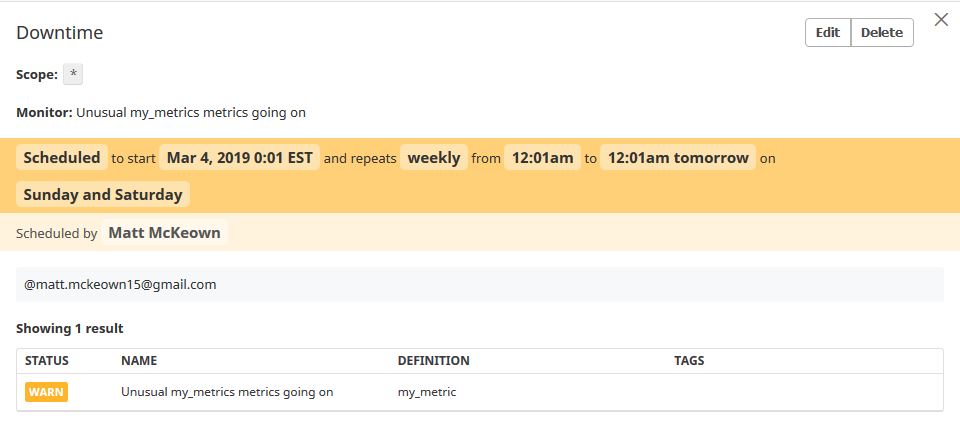 Downtime
Edit Delete
Scope: *
Monitor: Unusual my_metrics metrics going on
Scheduled to start Mar 4, 2019 0:01 EST and repeats weekly from 12:01am to 12:01am tomorrow on
Sunday and Saturday
Scheduled by Matt McKeown
@matt.mckeown15@gmail.com
Showing 1 result
STATUS NAME DEFINITION TAGS
WARN Unusual my_metrics metrics going on my_metric